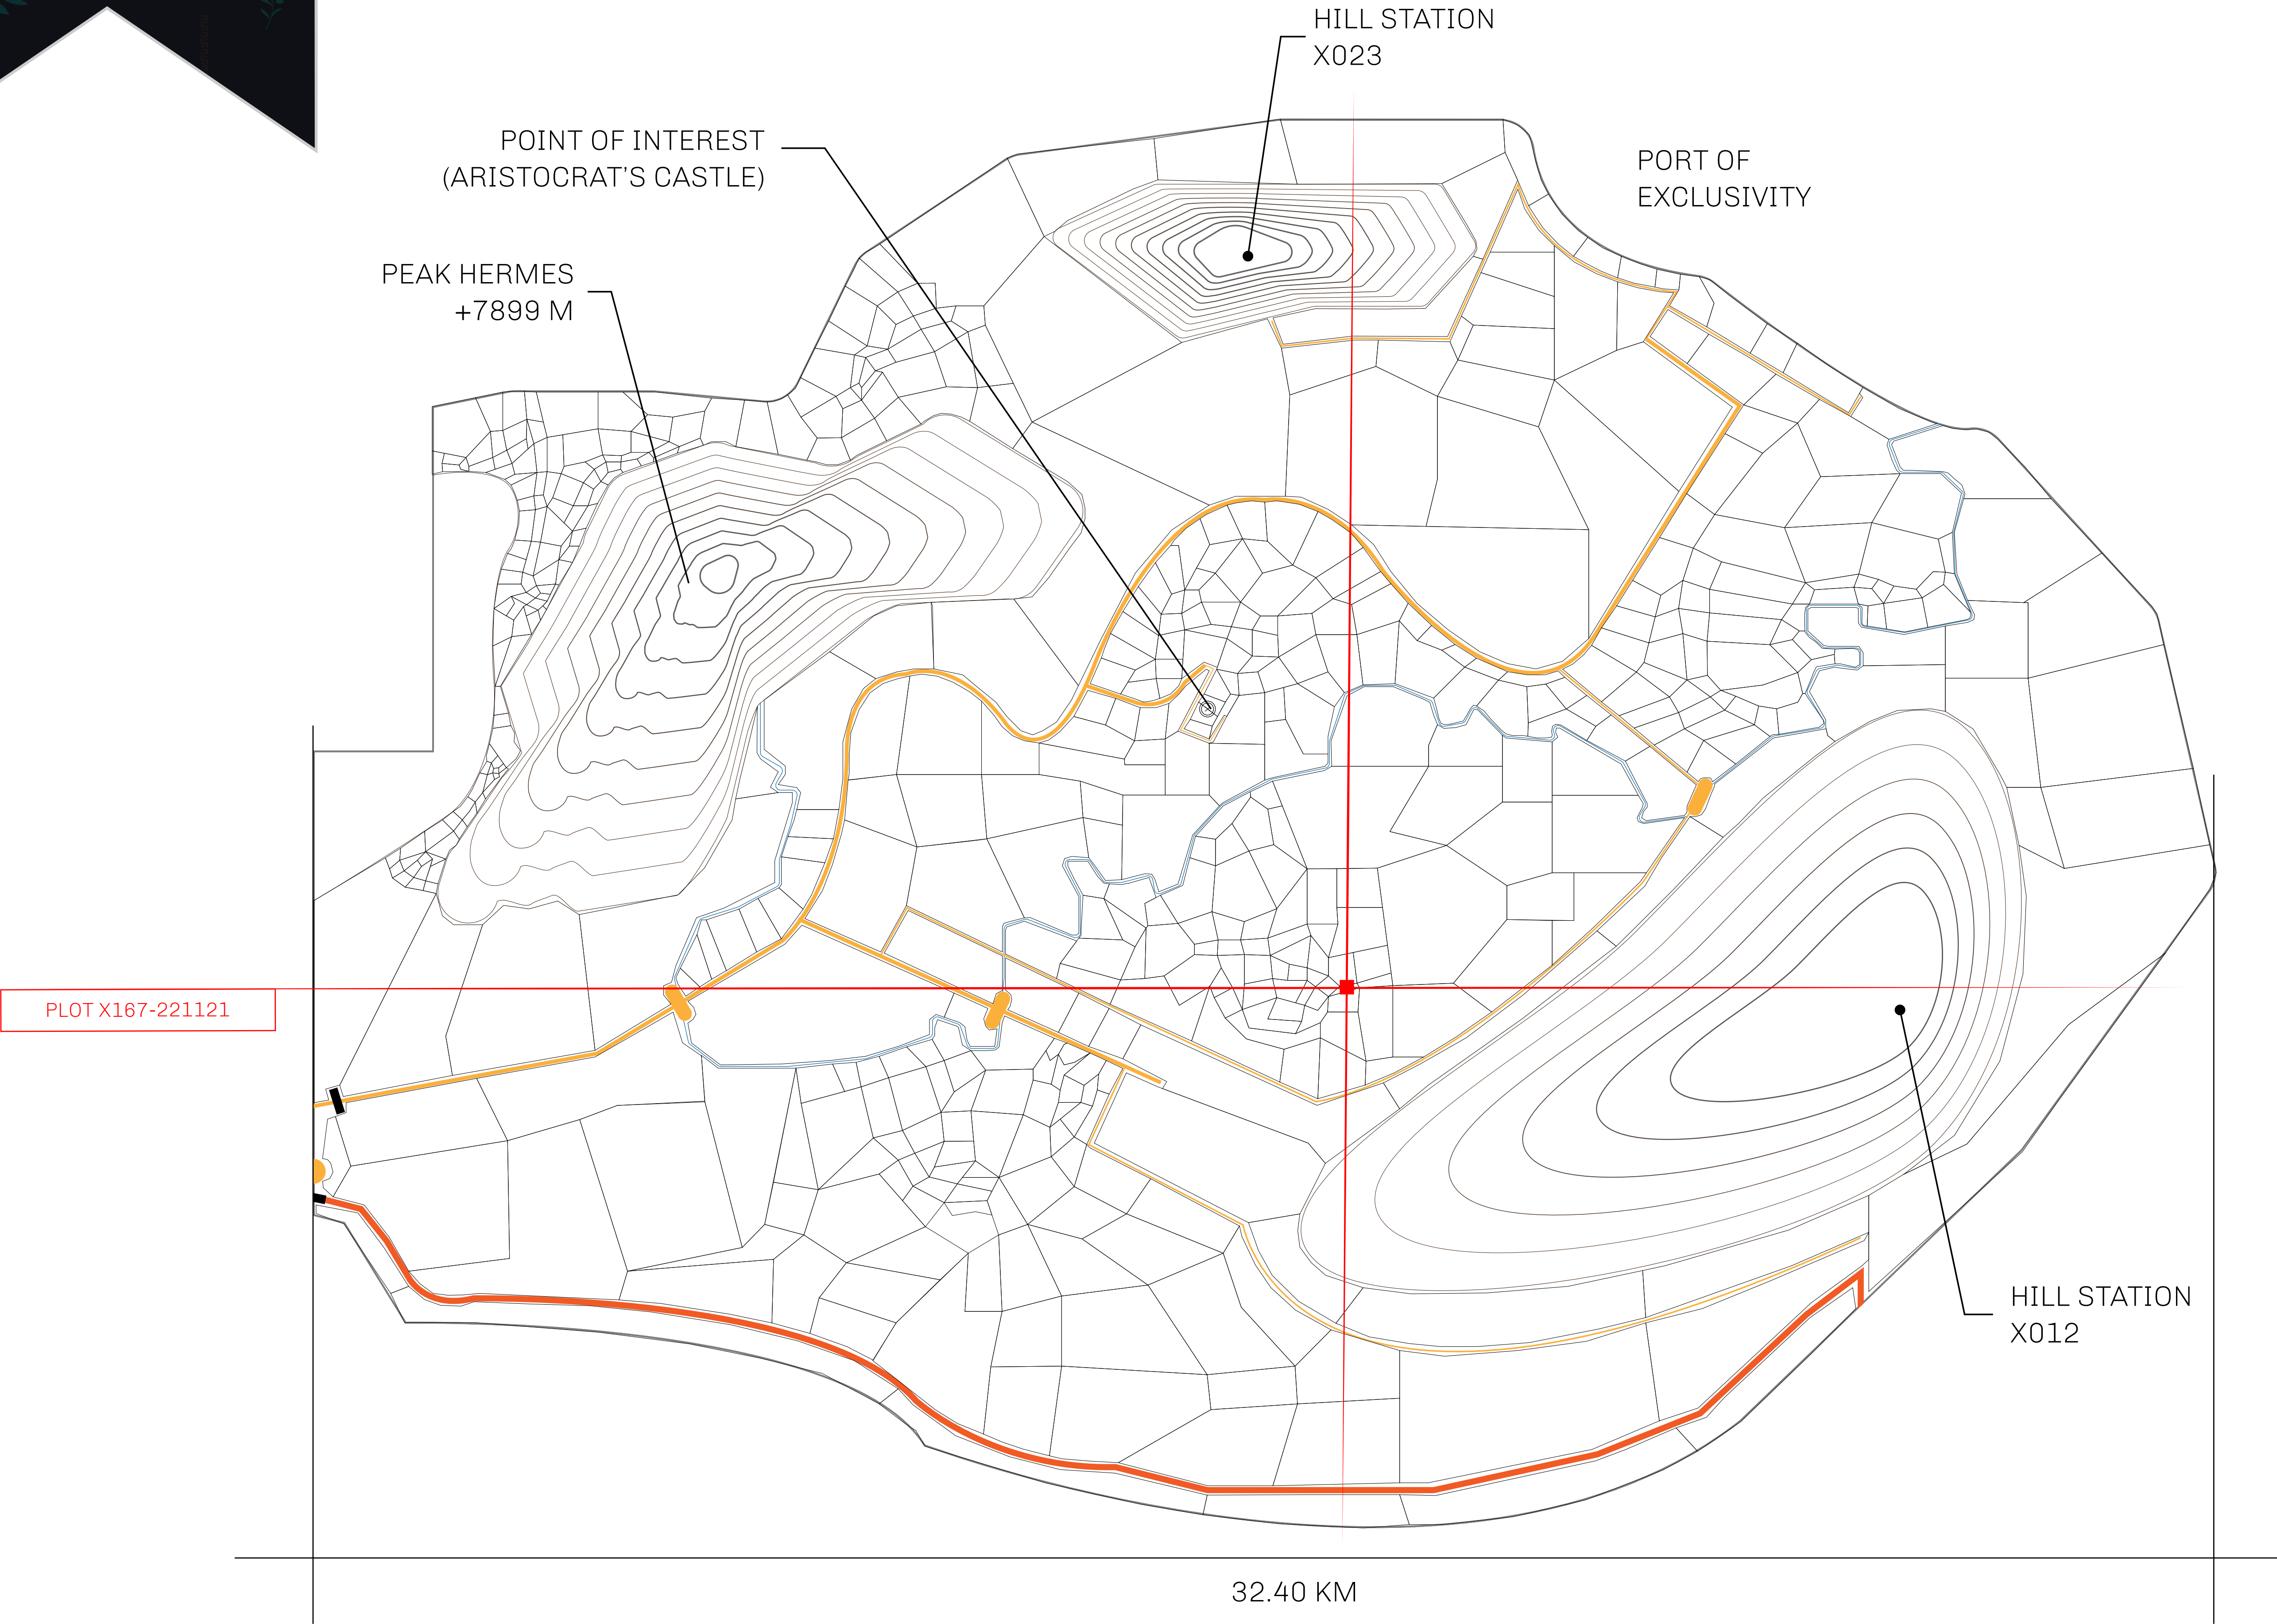 HILL STATION
X023
POINT OF INTEREST
(ARISTOCRAT'S CASTLE)
PORT OF
EXCLUSIVITY
PEAK HERMES
+7899 M
PLOT X167-221121
HILL STATION
X012
32.40 KM